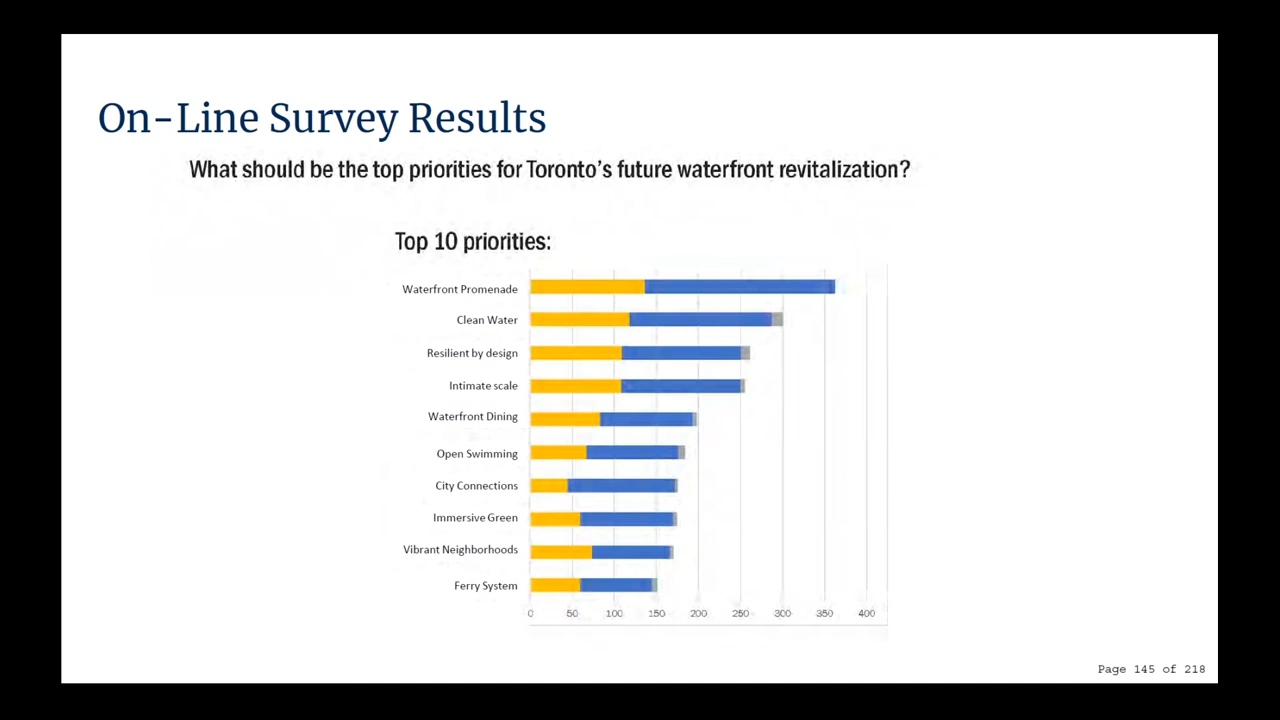 On-Line Survey Results
What should be the top priorities for Toronto's future waterfront revitalization?
Top 10 priorities:
Waterfront Promenade
Clean Water
Resilient by design
Intimate scale
Waterfront Dining
Open Swimming
City Connections
Immersive Green
Vibrant Neighborhoods
Ferry System
0 50 100 150 200 250 300 350 400
Page 145 of 218